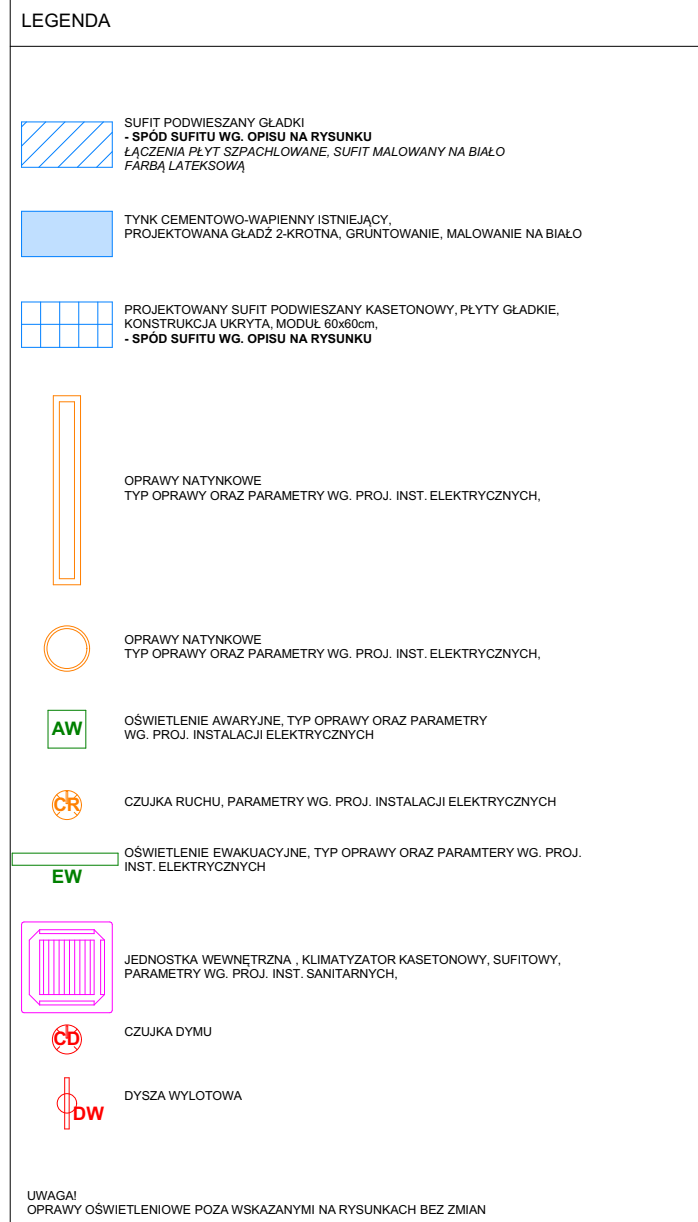 LEGENDA
SUFIT PODWIESZANY GŁADKI
- SPÓD SUFITU WG. OPISU NA RYSUNKU
ŁĄCZENIA PŁYT SZPACHLOWANE, SUFIT MALOWANY NA BIAŁO
FARBĄ LATEKSOWĄ
TYNK CEMENTOWO-WAPIENNY ISTNIEJĄCY,
PROJEKTOWANA GŁADŹ 2-KROTNA, GRUNTOWANIE, MALOWANIE NA BIAŁO
PROJEKTOWANY SUFIT PODWIESZANY KASETONOWY, PŁYTY GŁADKIE,
KONSTRUKCJA UKRYTA, MODUŁ 60x60cm,
- SPÓD SUFITU WG. OPISU NA RYSUNKU
OPRAWY NATYNKOWE
TYP OPRAWY ORAZ PARAMETRY WG. PROJ. INST. ELEKTRYCZNYCH,
OPRAWY NATYNKOWE
TYP OPRAWY ORAZ PARAMETRY WG. PROJ. INST. ELEKTRYCZNYCH,
AW
OŚWIETLENIE AWARYJNE, TYP OPRAWY ORAZ PARAMETRY
WG. PROJ. INSTALACJI ELEKTRYCZNYCH
CR
CZUJKA RUCHU, PARAMETRY WG. PROJ. INSTALACJI ELEKTRYCZNYCH
EW
OŚWIETLENIE EWAKUACYJNE, TYP OPRAWY ORAZ PARAMTERY WG. PROJ.
INST. ELEKTRYCZNYCH
JEDNOSTKA WEWNĘTRZNA , KLIMATYZATOR KASETONOWY, SUFITOWY,
PARAMETRY WG. PROJ. INST. SANITARNYCH,
CD
CZUJKA DYMU
DW
DYSZA WYLOTOWA
UWAGA!
OPRAWY OŚWIETLENIOWE POZA WSKAZANYMI NA RYSUNKACH BEZ ZMIAN